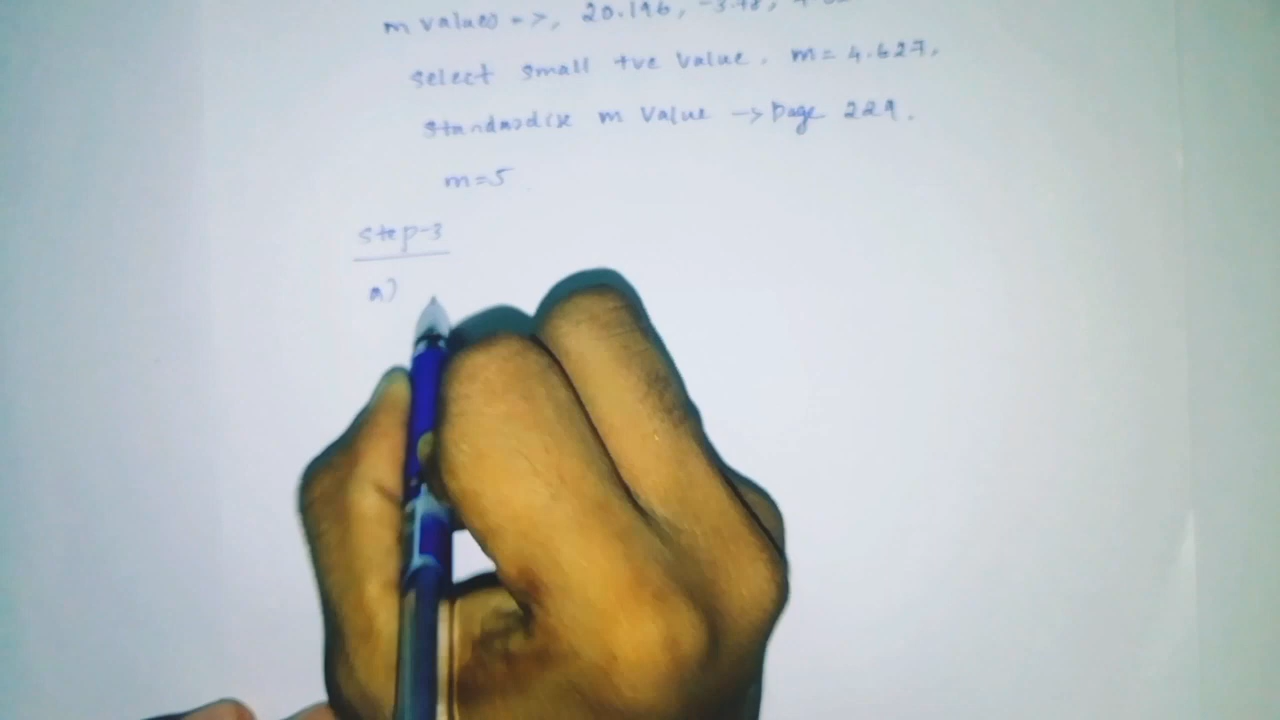 m values => , 20.196, -3.48,
select small +ve value. m= 4.627.
standardise m value -> page 229.
m=5
step-3
a)